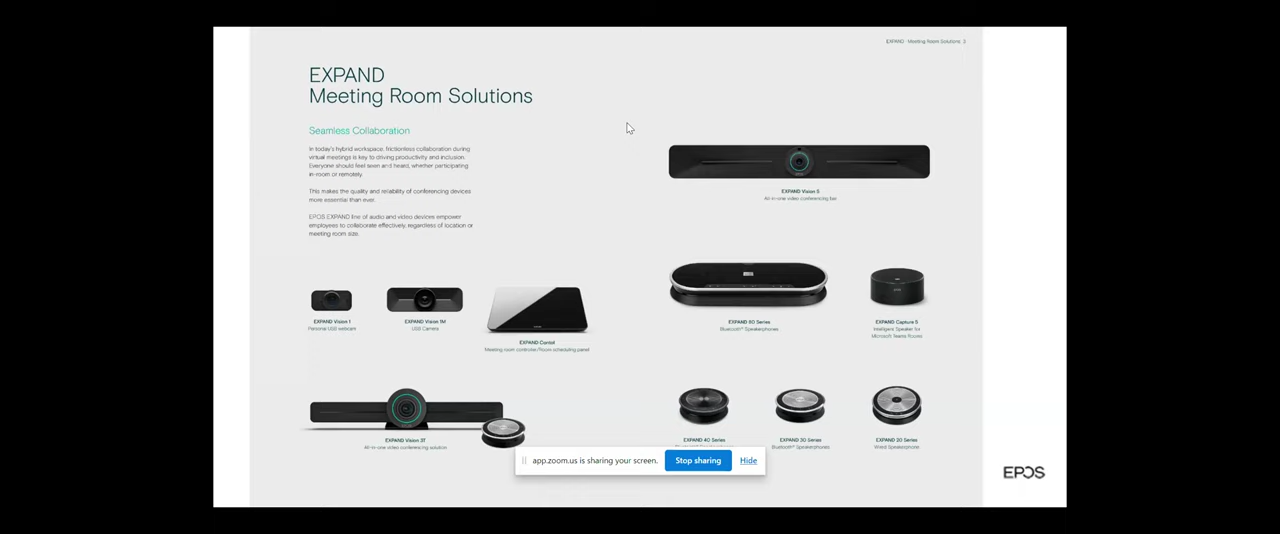 EXPAND - Meeting Room Solutions 3
EXPAND
Meeting Room Solutions
Seamless Collaboration
In today's hybrid workspace, frictionless collaboration during
virtual meetings is key to driving productivity and inclusion.
Everyone should feel seen and heard, whether participating
in-room or remotely.
This makes the quality and reliability of conferencing devices
more essential than ever.
EPOS EXPAND line of audio and video devices empower
employees to collaborate effectively, regardless of location or
meeting room size.
EXPAND Vision 5
All-in-one video conferencing bar
EXPAND Vision 1
Personal USB webcam
EXPAND Vision 1M
USB Camera
EXPAND Control
Meeting room controller/Room scheduling panel
EXPAND 80 Series
Bluetooth® Speakerphones
EXPAND Capture 5
Intelligent Speaker for
Microsoft Teams Rooms
EXPAND Vision 3T
All-in-one video conferencing solution
EXPAND 40 Series
EXPAND 30 Series
Bluetooth® Speakerphones
EXPAND 20 Series
Wired Speakerphone
app.zoom.us is sharing your screen.
Stop sharing
Hide
EPOS